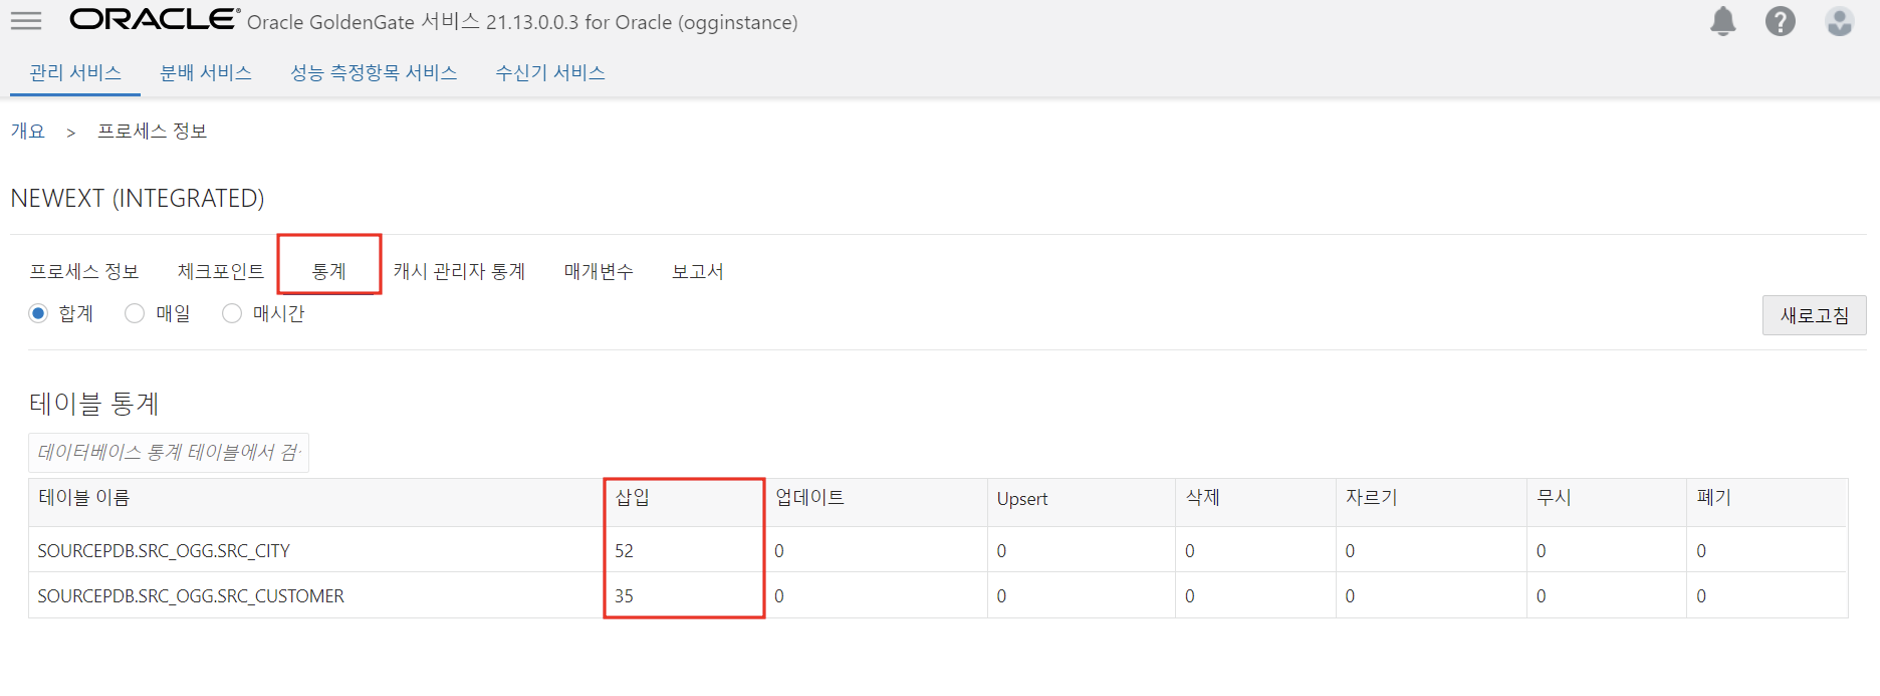 ORACLE® Oracle GoldenGate 서비스 21.13.0.0.3 for Oracle (ogginstance)
관리 서비스 분배 서비스 성능 측정항목 서비스 수신기 서비스
개요 > 프로세스 정보
NEWEXT (INTEGRATED)
프로세스 정보 체크포인트 통계 캐시 관리자 통계 매개변수 보고서
합계 매일 매시간 새로고침
테이블 통계
데이터베이스 통계 테이블에서 검
테이블 이름 삽입 업데이트 Upsert 삭제 자르기 무시 폐기
SOURCEPDB.SRC_OGG.SRC_CITY 52 0 0 0 0 0 0
SOURCEPDB.SRC_OGG.SRC_CUSTOMER 35 0 0 0 0 0 0